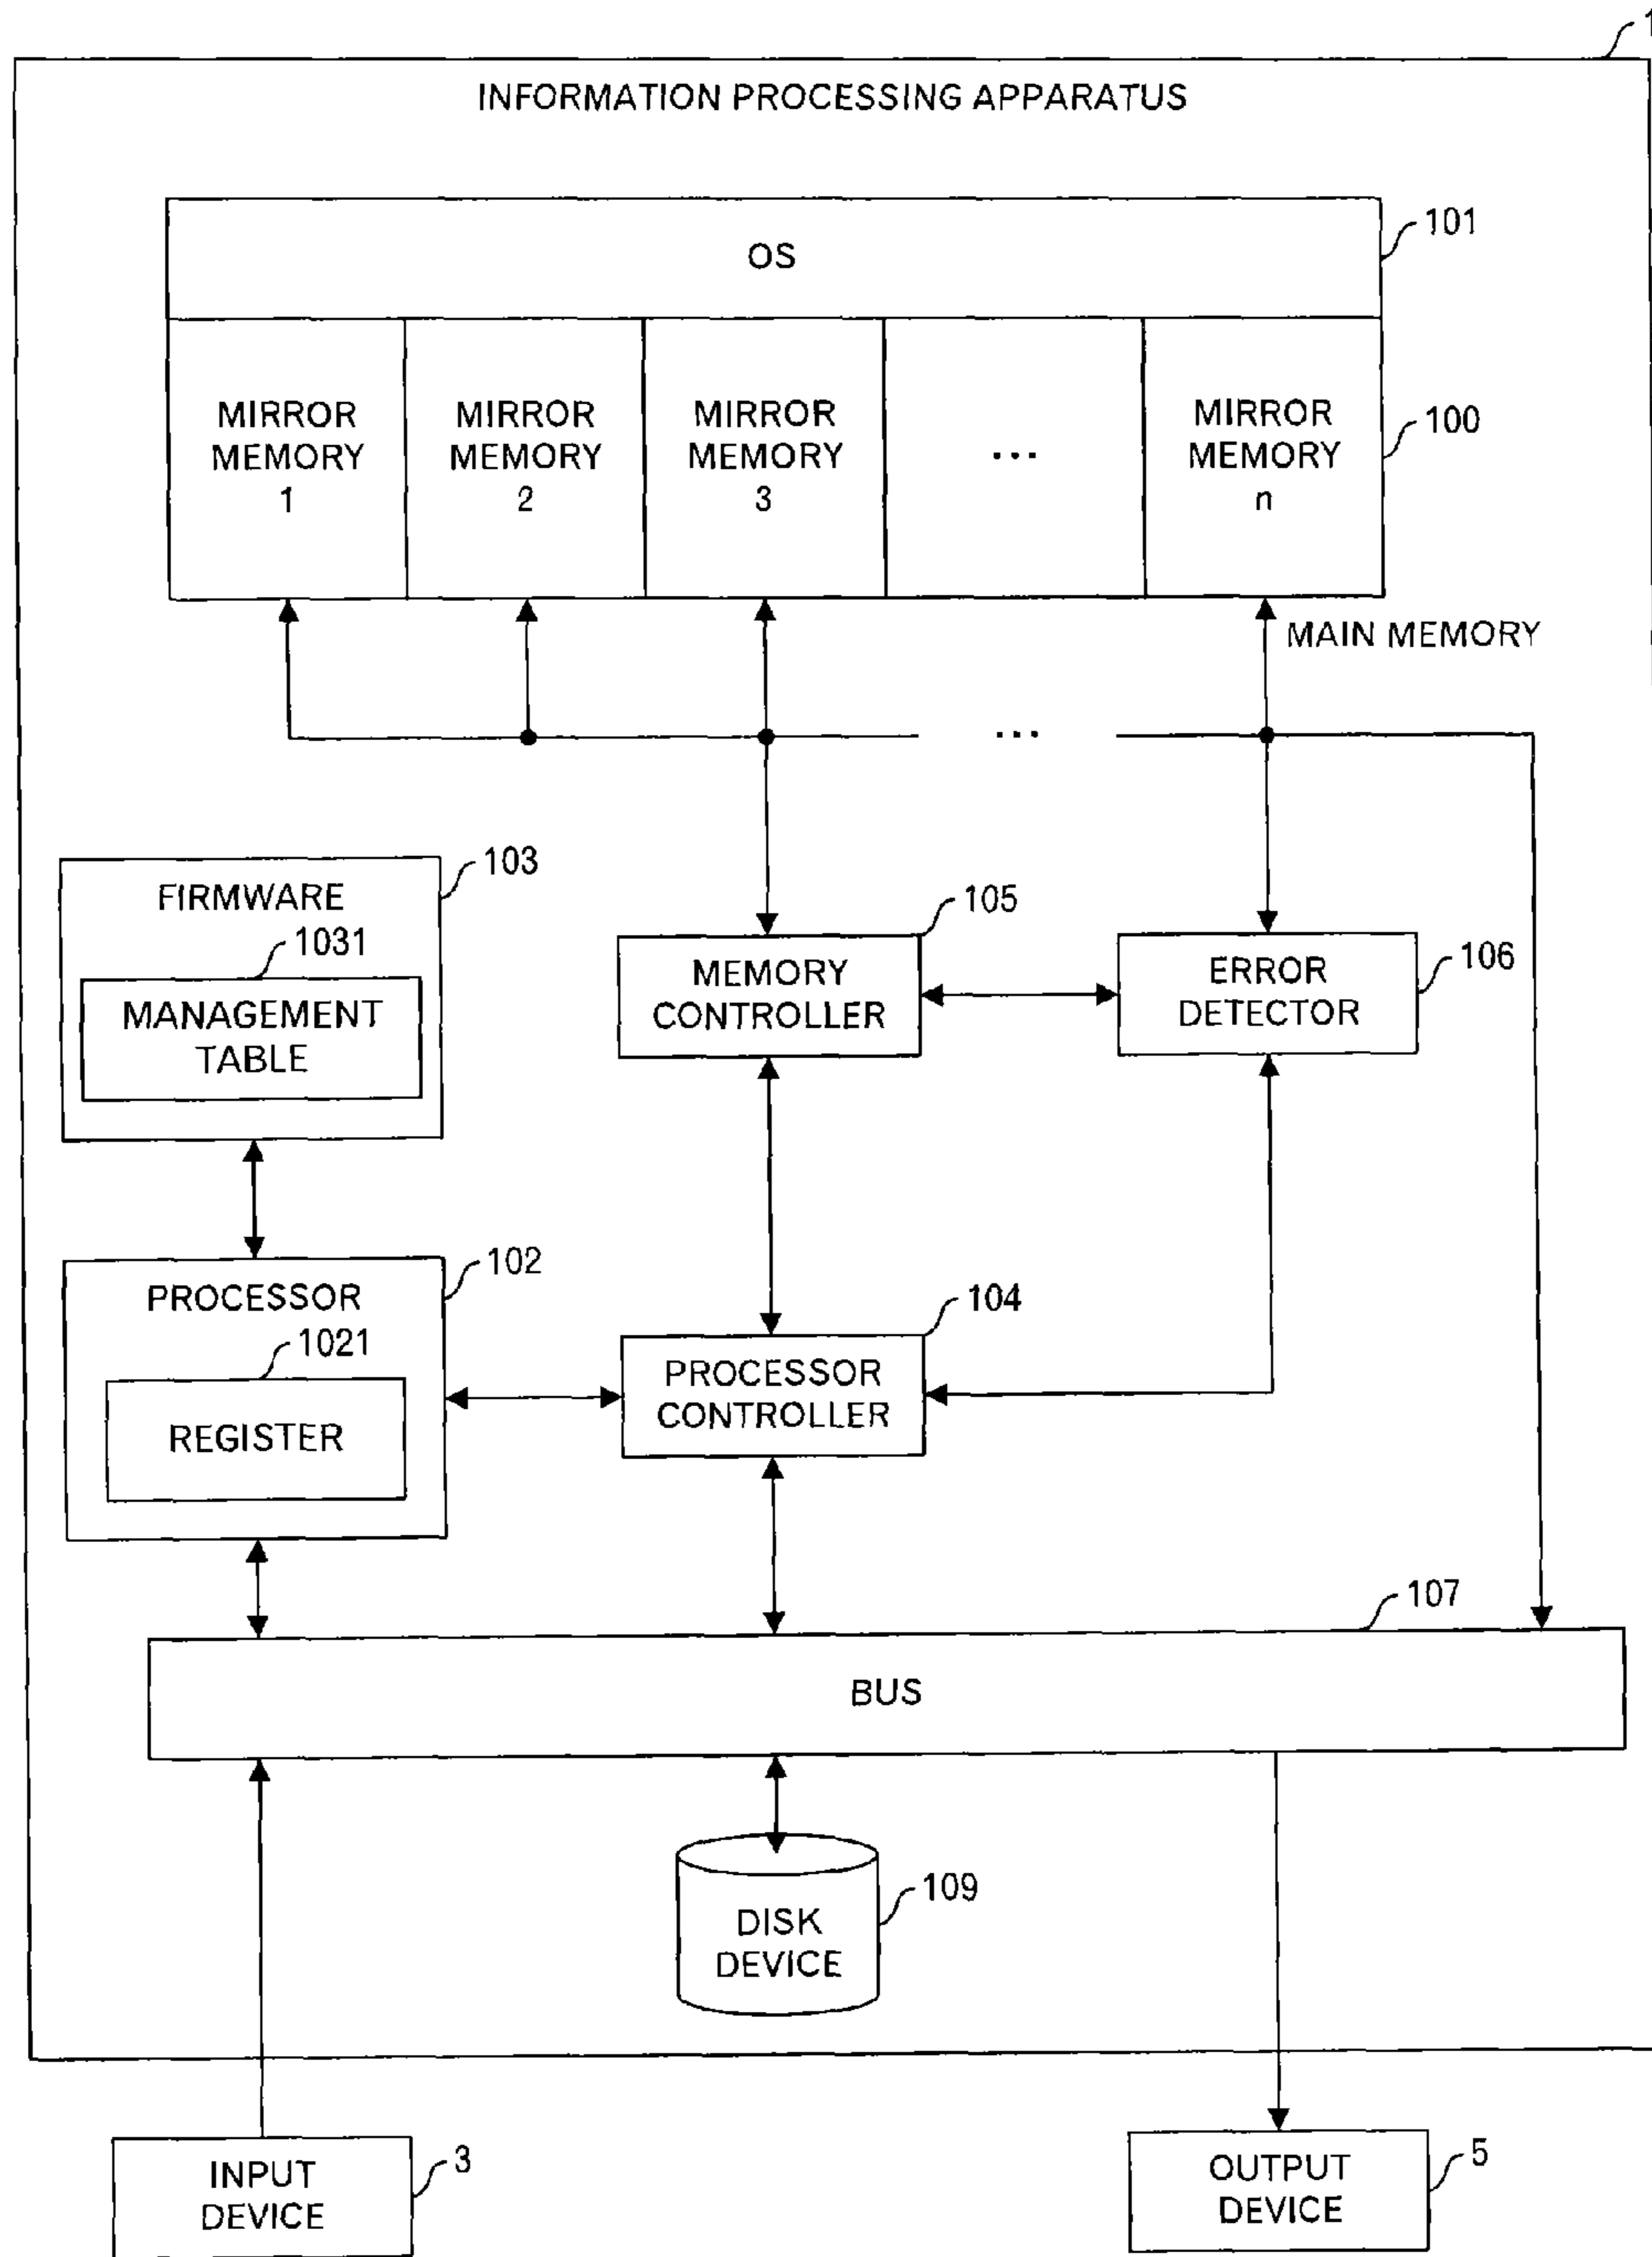 1
INFORMATION PROCESSING APPARATUS
101
OS
MIRROR
MEMORY
1
MIRROR
MEMORY
2
MIRROR
MEMORY
3
...
MIRROR
MEMORY
n
100
MAIN MEMORY
...
103
FIRMWARE
1031
MANAGEMENT
TABLE
105
MEMORY
CONTROLLER
106
ERROR
DETECTOR
102
PROCESSOR
1021
REGISTER
104
PROCESSOR
CONTROLLER
107
BUS
109
DISK
DEVICE
3
INPUT
DEVICE
5
OUTPUT
DEVICE